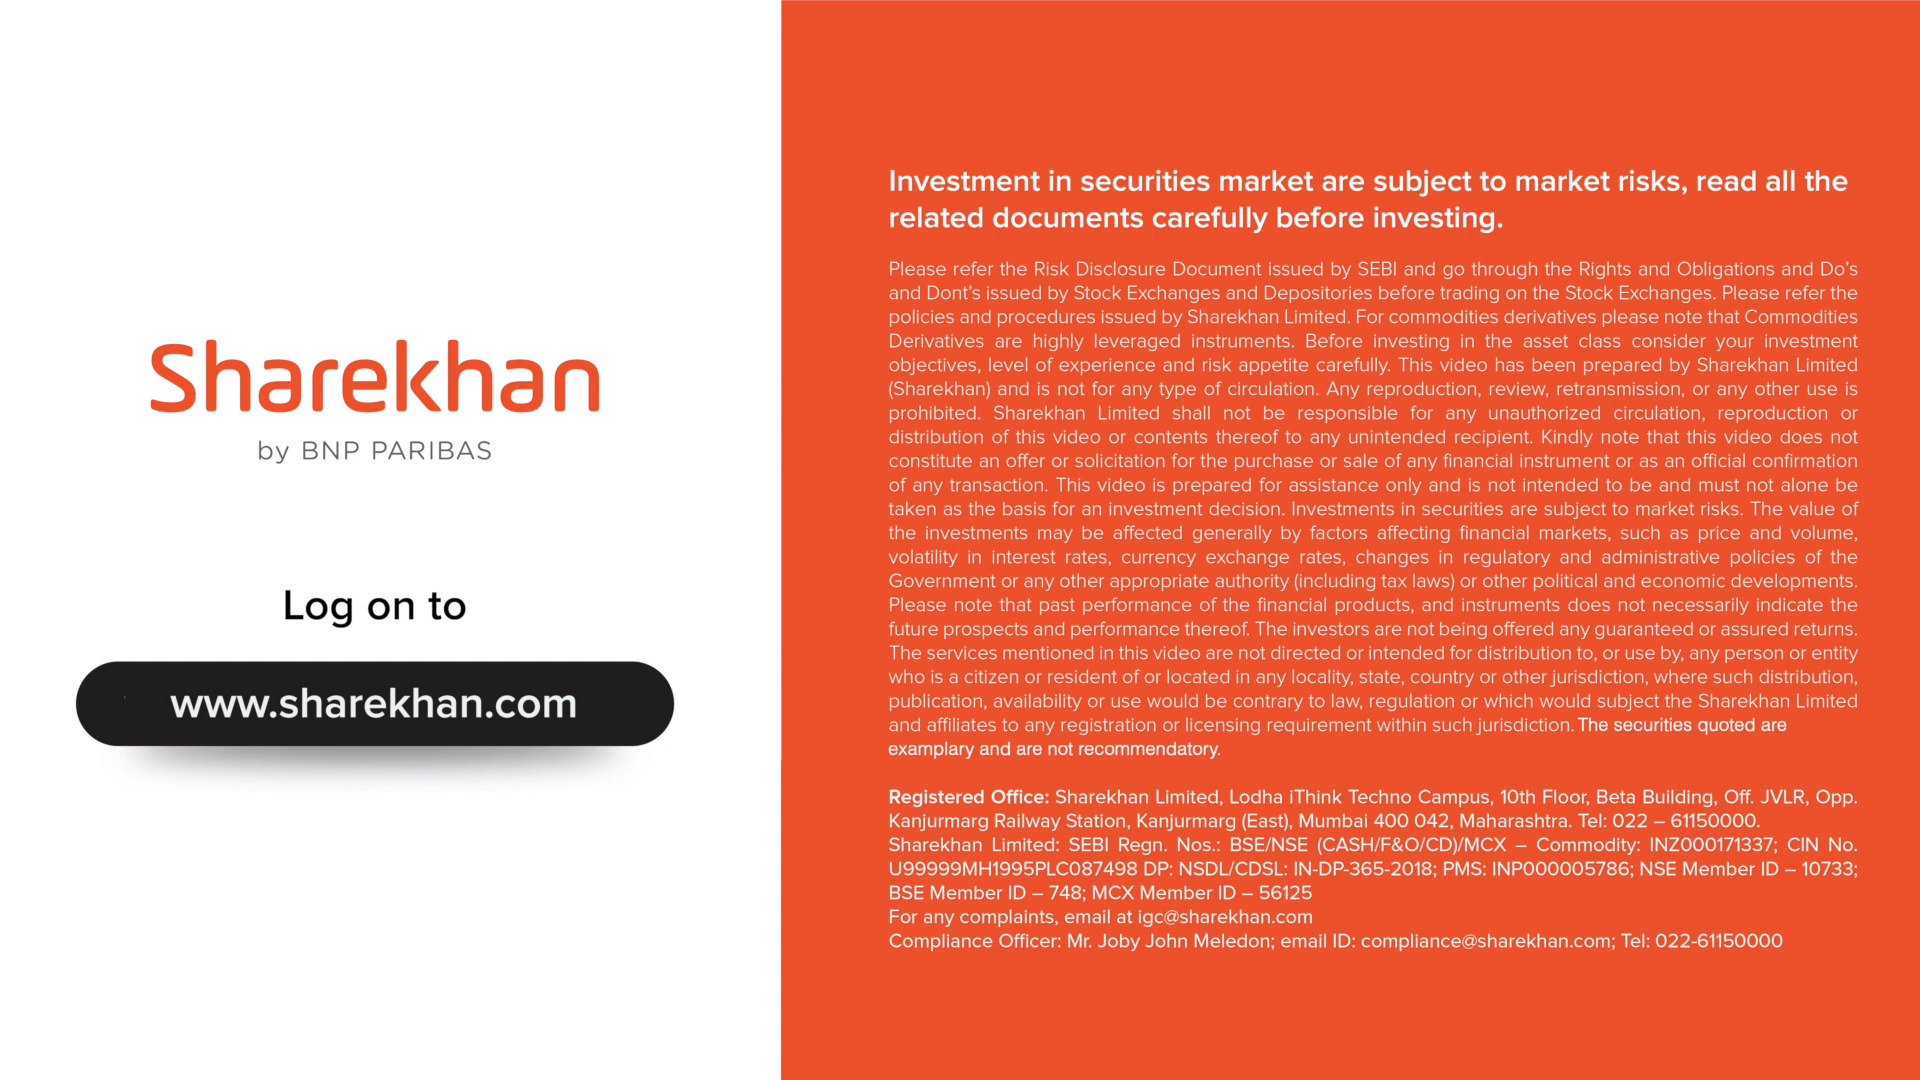 Sharekhan
by BNP PARIBAS
Log on to
www.sharekhan.com
Investment in securities market are subject to market risks, read all the
related documents carefully before investing.
Please refer the Risk Disclosure Document issued by SEBI and go through the Rights and Obligations and Do's
and Dont's issued by Stock Exchanges and Depositories before trading on the Stock Exchanges. Please refer the
policies and procedures issued by Sharekhan Limited. For commodities derivatives please note that Commodities
Derivatives are highly leveraged instruments. Before investing in the asset class consider your investment
objectives, level of experience and risk appetite carefully. This video has been prepared by Sharekhan Limited
(Sharekhan) and is not for any type of circulation. Any reproduction, review, retransmission, or any other use is
prohibited. Sharekhan Limited shall not be responsible for any unauthorized circulation, reproduction or
distribution of this video or contents thereof to any unintended recipient. Kindly note that this video does not
constitute an offer or solicitation for the purchase or sale of any financial instrument or as an official confirmation
of any transaction. This video is prepared for assistance only and is not intended to be and must not alone be
taken as the basis for an investment decision. Investments in securities are subject to market risks. The value of
the investments may be affected generally by factors affecting financial markets, such as price and volume,
volatility in interest rates, currency exchange rates, changes in regulatory and administrative policies of the
Government or any other appropriate authority (including tax laws) or other political and economic developments.
Please note that past performance of the financial products, and instruments does not necessarily indicate the
future prospects and performance thereof. The investors are not being offered any guaranteed or assured returns.
The services mentioned in this video are not directed or intended for distribution to, or use by, any person or entity
who is a citizen or resident of or located in any locality, state, country or other jurisdiction, where such distribution,
publication, availability or use would be contrary to law, regulation or which would subject the Sharekhan Limited
and affiliates to any registration or licensing requirement within such jurisdiction. The securities quoted are
examplary and are not recommendatory.
Registered Office: Sharekhan Limited, Lodha iThink Techno Campus, 10th Floor, Beta Building, Off. JVLR, Opp.
Kanjurmarg Railway Station, Kanjurmarg (East), Mumbai 400 042, Maharashtra. Tel: 022 – 61150000.
Sharekhan Limited: SEBI Regn. Nos.: BSE/NSE (CASH/F&O/CD)/MCX – Commodity: INZ000171337; CIN No.
U99999MH1995PLC087498 DP: NSDL/CDSL: IN-DP-365-2018; PMS: INP000005786; NSE Member ID – 10733;
BSE Member ID – 748; MCX Member ID – 56125
For any complaints, email at igc@sharekhan.com
Compliance Officer: Mr. Joby John Meledon; email ID: compliance@sharekhan.com; Tel: 022-61150000